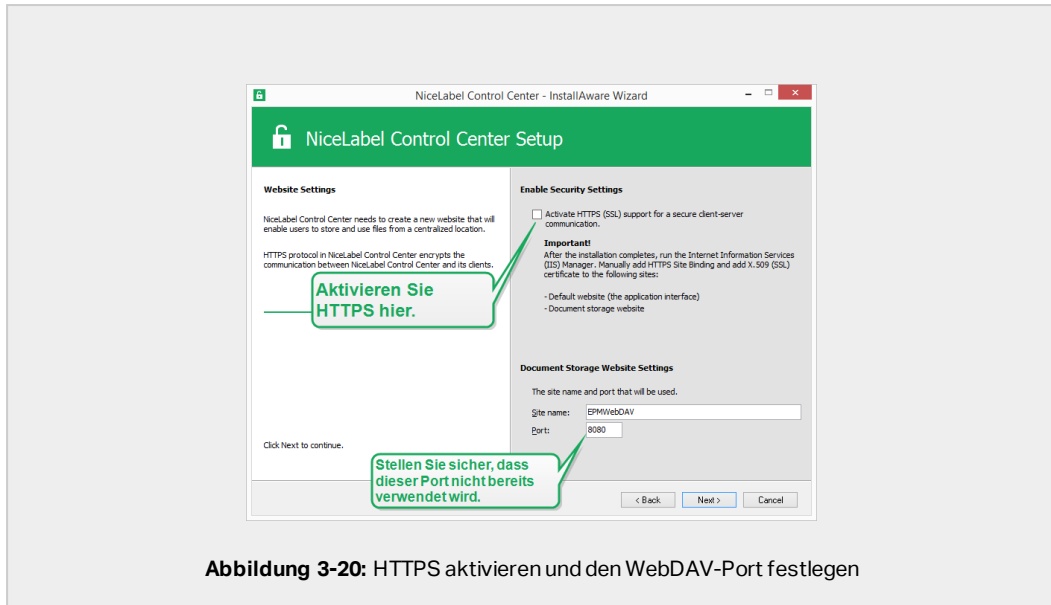 NiceLabel Control Center - InstallAware Wizard
NiceLabel Control Center Setup
Website Settings
NiceLabel Control Center needs to create a new website that will
enable users to store and use files from a centralized location.
HTTPS protocol in NiceLabel Control Center encrypts the
communication between NiceLabel Control Center and its clients.
Aktivieren Sie
HTTPS hier.
Click Next to continue.
Enable Security Settings
Activate HTTPS (SSL) support for a secure client-server
communication.
Important!
After the installation completes, run the Internet Information Services
(IIS) Manager. Manually add HTTPS Site Binding and add X.509 (SSL)
certificate to the following sites:
- Default website (the application interface)
- Document storage website
Document Storage Website Settings
The site name and port that will be used.
Site name: EPMWebDAV
Port: 8080
Stellen Sie sicher, dass
dieser Port nicht bereits
verwendet wird.
< Back Next > Cancel
Abbildung 3-20: HTTPS aktivieren und den WebDAV-Port festlegen